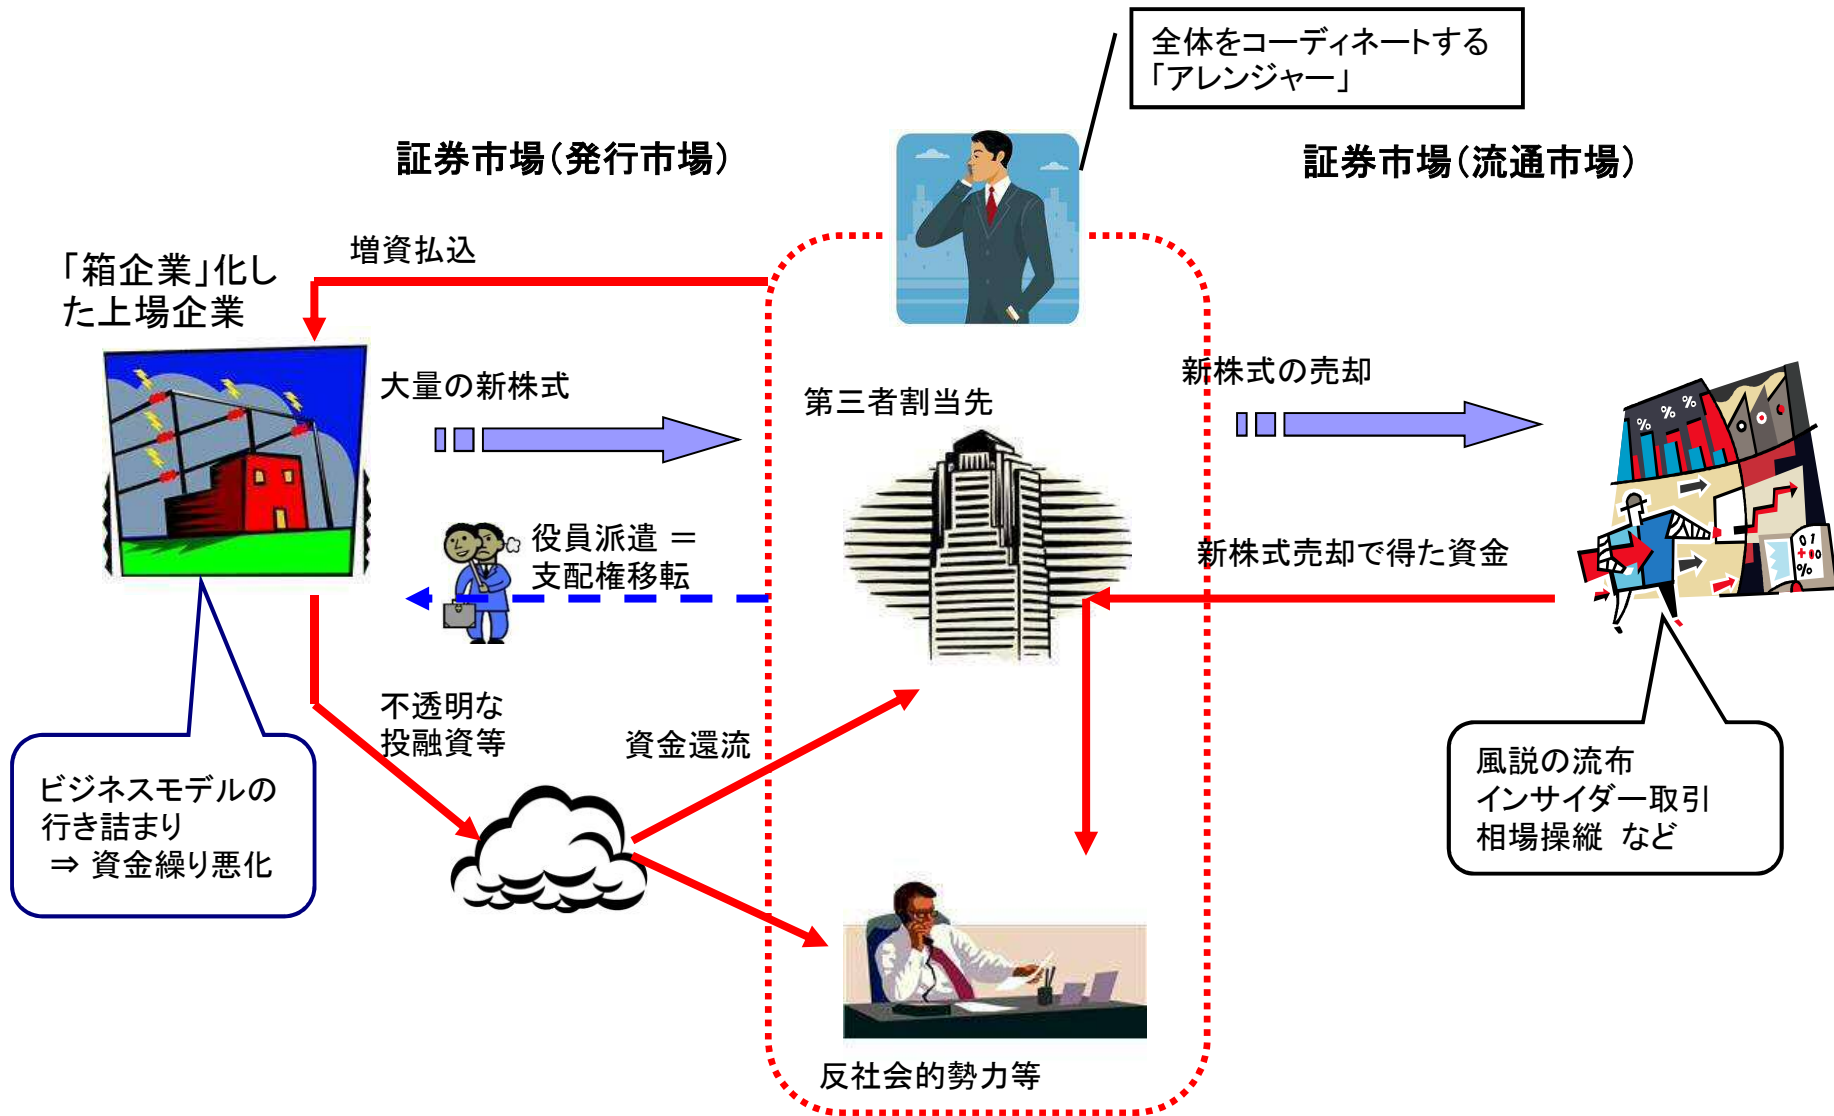 全体をコーディネートする
「アレンジャー」
証券市場(発行市場)
証券市場(流通市場)
増資払込
「箱企業」化し
た上場企業
大量の新株式
第三者割当先
新株式の売却
役員派遣 =
支配権移転
新株式売却で得た資金
不透明な
投融資等
資金還流
ビジネスモデルの
行き詰まり
⇒ 資金繰り悪化
風説の流布
インサイダー取引
相場操縦 など
反社会的勢力等
% % %
0 1
+ % 0
%